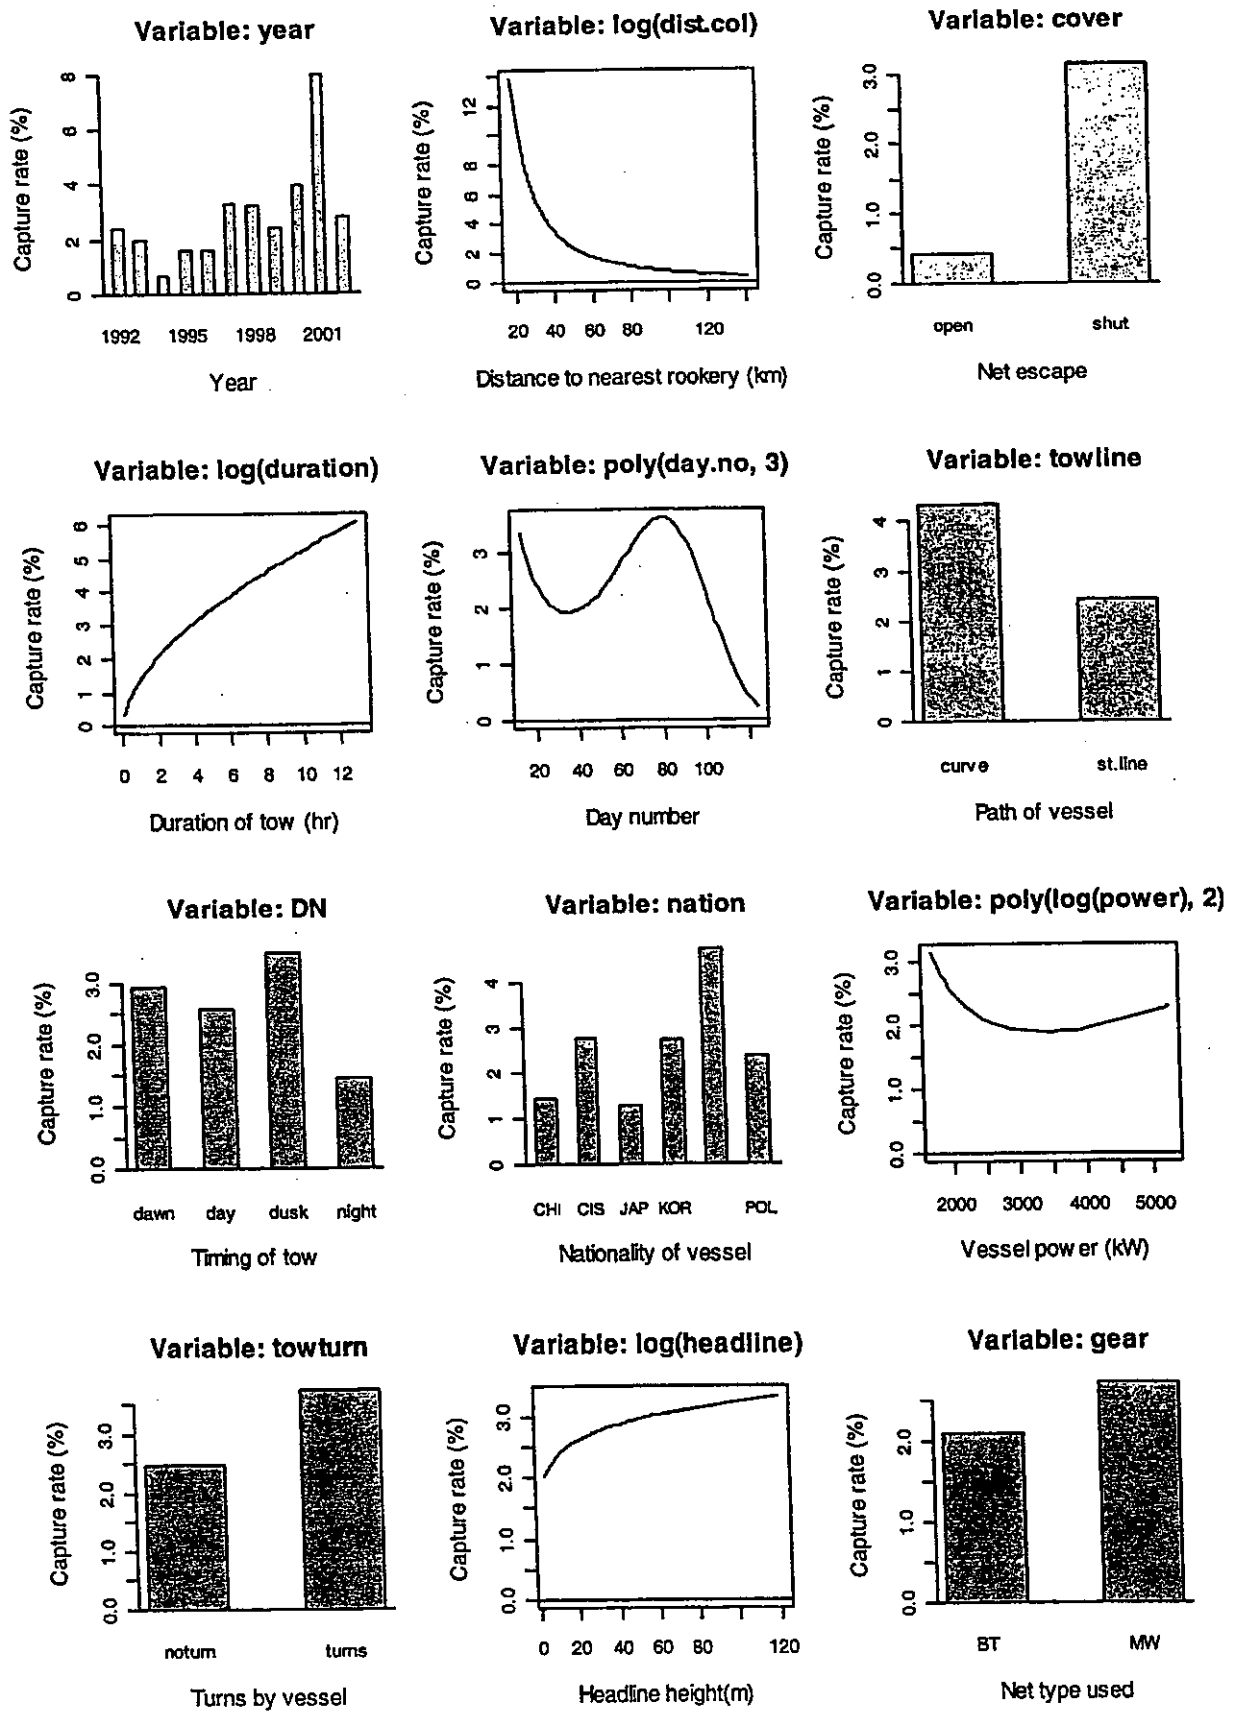 Variable: year
Capture rate (%)
8
6
4
2
0
1992 1995 1998 2001
Year
Variable: log(dist.col)
Capture rate (%)
12
8
6
4
2
0
20 40 60 80 120
Distance to nearest rookery (km)
Variable: cover
Capture rate (%)
3.0
2.0
1.0
0.0
open shut
Net escape
Variable: log(duration)
Capture rate (%)
6
5
4
3
2
1
0
0 2 4 6 8 10 12
Duration of tow (hr)
Variable: poly(day.no, 3)
Capture rate (%)
3
2
1
0
20 40 60 80 100
Day number
Variable: towline
Capture rate (%)
4
3
2
1
0
curve st.line
Path of vessel
Variable: DN
Capture rate (%)
3.0
2.0
1.0
0.0
dawn day dusk night
Timing of tow
Variable: nation
Capture rate (%)
4
3
2
1
0
CHI CIS JAP KOR POL
Nationality of vessel
Variable: poly(log(power), 2)
Capture rate (%)
3.0
2.0
1.0
0.0
2000 3000 4000 5000
Vessel power (kW)
Variable: towturn
Capture rate (%)
3.0
2.0
1.0
0.0
noturn turns
Turns by vessel
Variable: log(headline)
Capture rate (%)
3.0
2.0
1.0
0.0
0 20 40 60 80 120
Headline height(m)
Variable: gear
Capture rate (%)
2.0
1.0
0.0
BT MW
Net type used